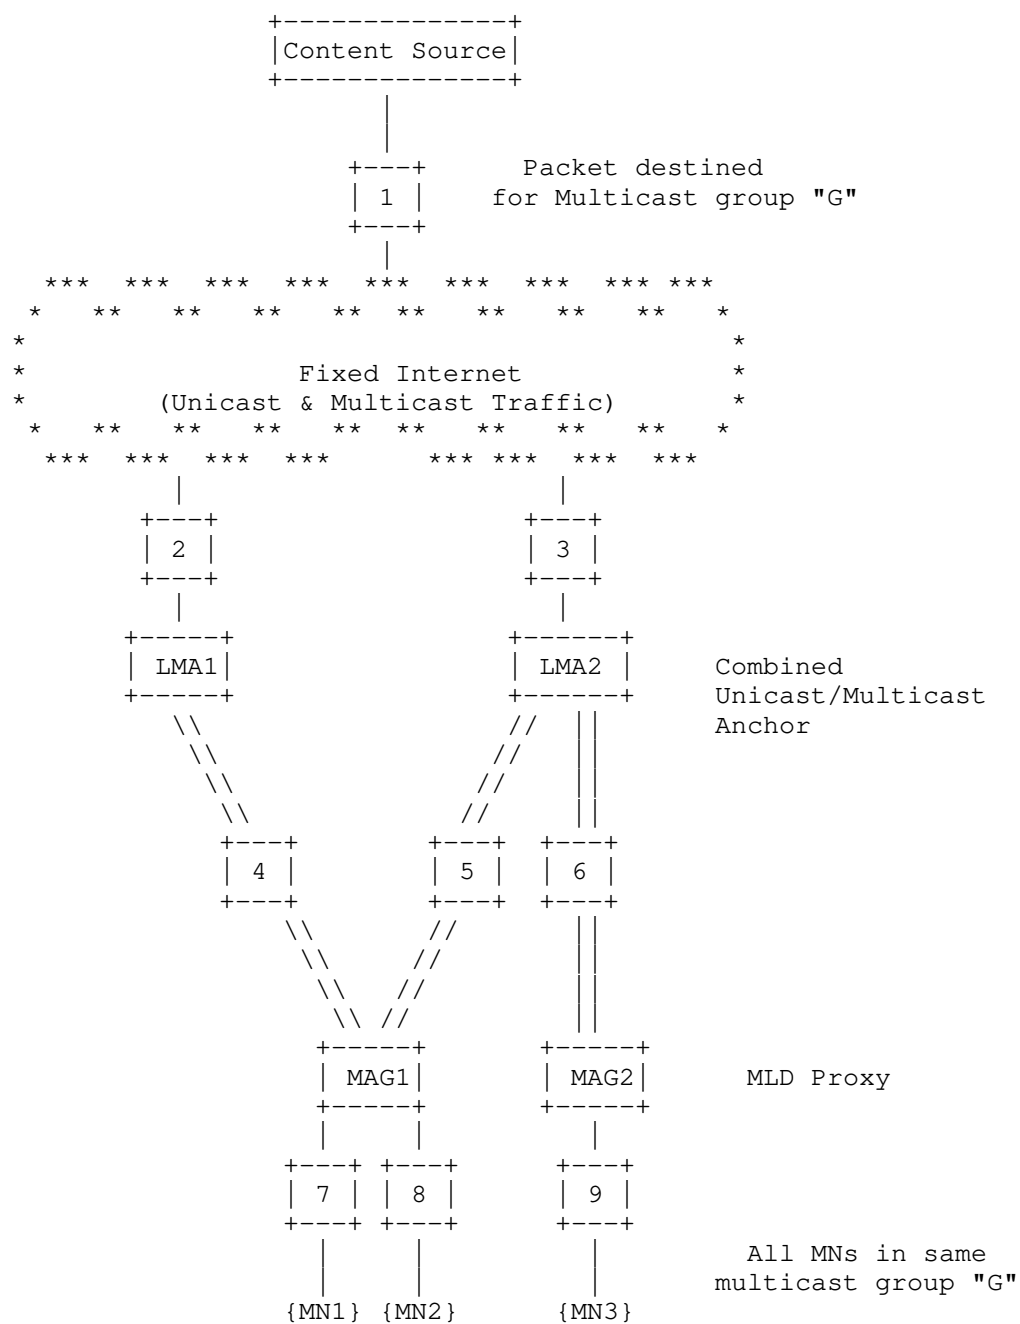 Content Source
Packet destined
1 for Multicast group "G"
Fixed Internet
(Unicast & Multicast Traffic)
2 3
LMA1 LMA2 Combined
Unicast/Multicast
Anchor
4 5 6
MAG1 MAG2 MLD Proxy
7 8 9
All MNs in same
multicast group "G"
{MN1} {MN2} {MN3}